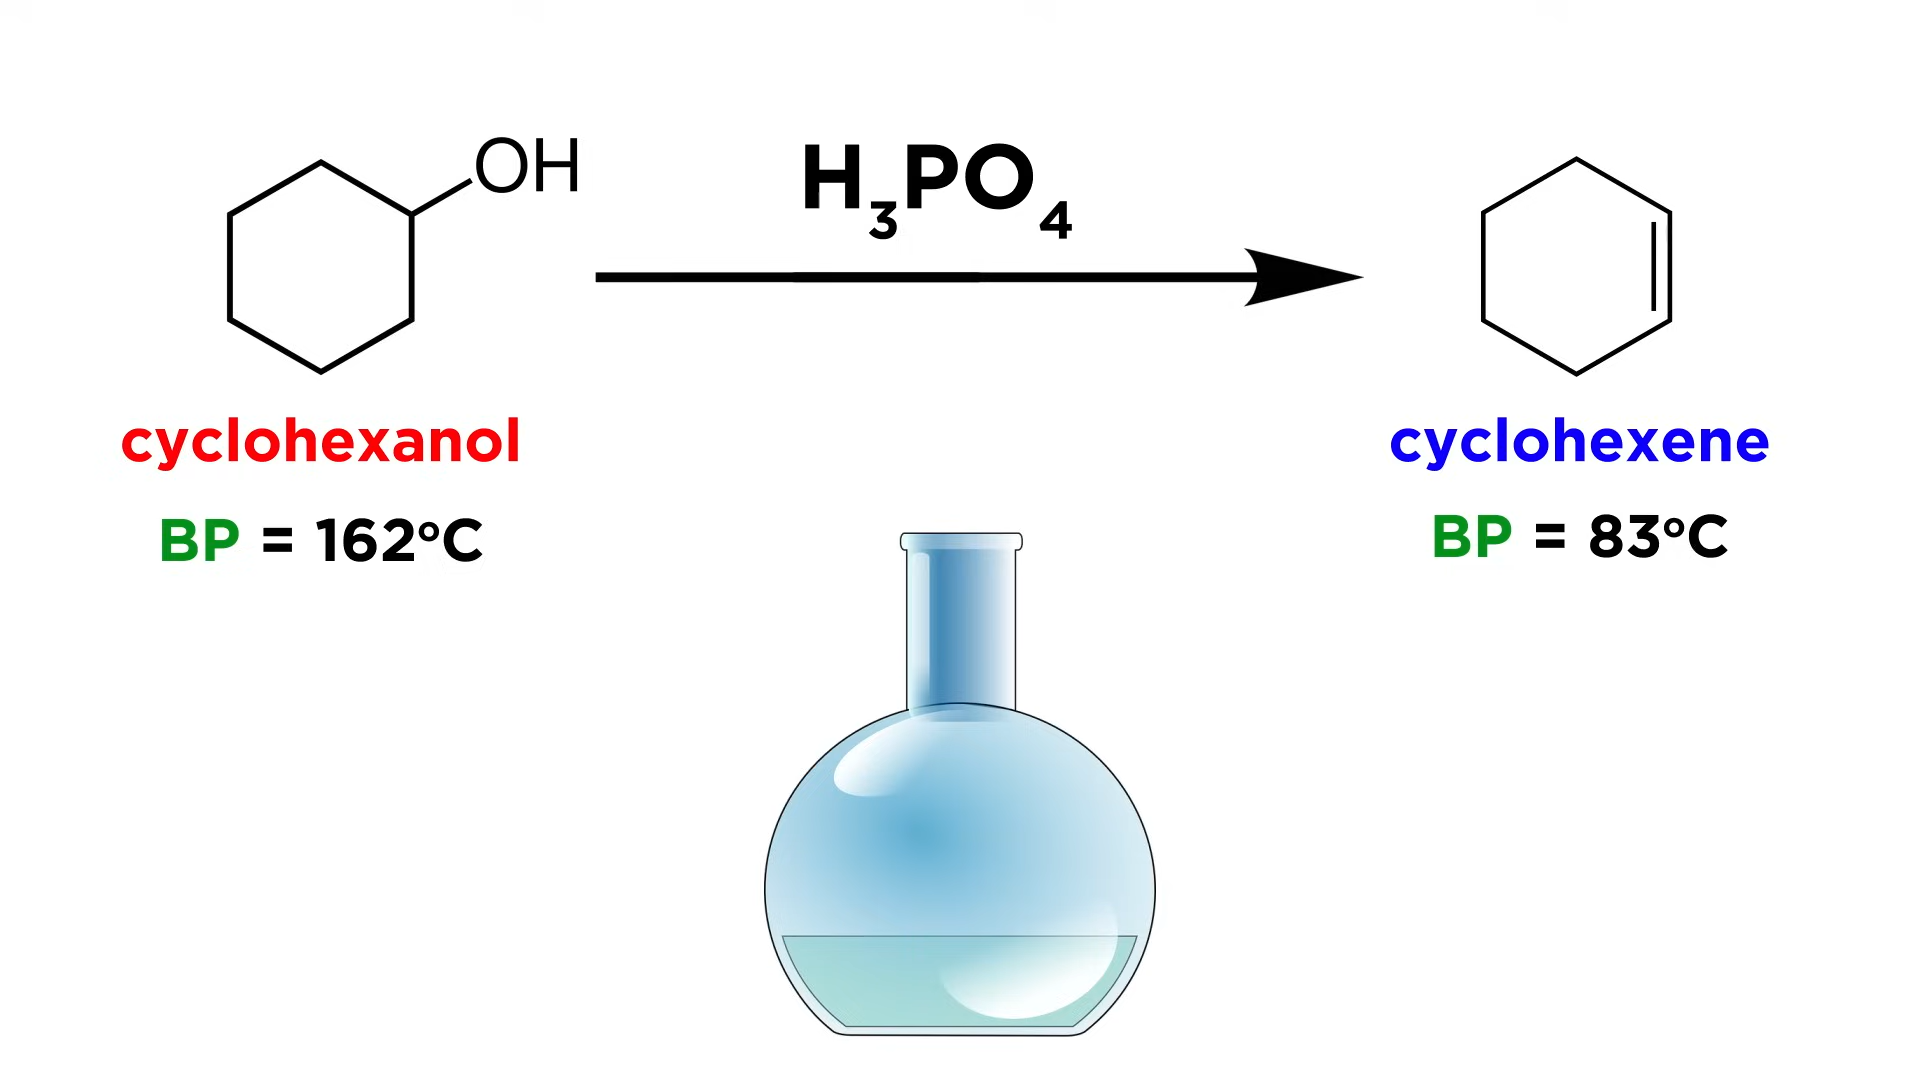 OH
H₃PO₄
cyclohexanol
cyclohexene
BP = 162°C
BP = 83°C